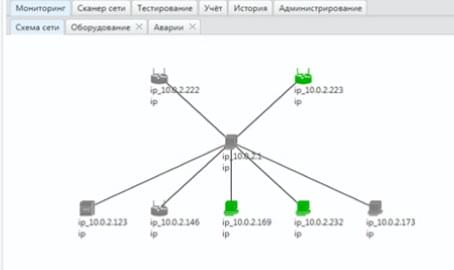 Мониторинг Сканер сети Тестирование Учёт История Администрирование
Схема сети Оборудование × Аварии ×
ip_10.0.2.222 ip_10.0.2.223
ip ip
ip_10.0.2.1
ip
ip_10.0.2.123 ip_10.0.2.146 ip_10.0.2.169 ip_10.0.2.232 ip_10.0.2.173
ip ip ip ip ip